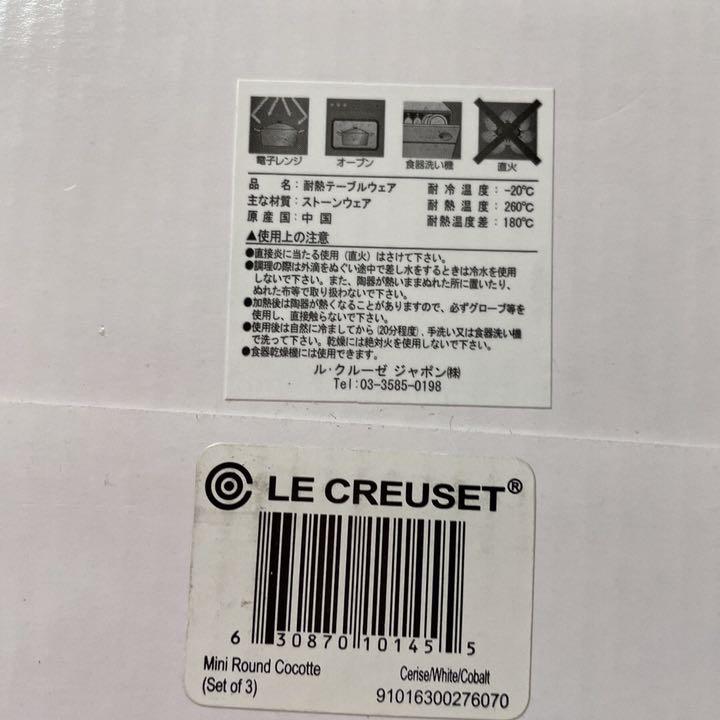 電子レンジ オーブン 食器洗い機 直火
品 名：耐熱テーブルウェア 耐 冷 温 度：-20℃
主な材質：ストーンウェア 耐 熱 温 度：260℃
原 産 国：中 国 耐熱温度差：180℃
▲使用上の注意
●直接炎に当たる使用（直火）はさけて下さい。
●調理の際は外滴をぬぐい途中で差し水をするときは冷水を使用
しないで下さい。また、陶器が熱いままぬれた所に置いたり、
ぬれた布等で取り扱わないで下さい。
●加熱後は陶器が熱くなることがありますので、必ずグローブ等を
使用し、直接触らないで下さい。
●使用後は自然に冷ましてから（20分程度）、手洗い又は食器洗い機
で洗って下さい。乾燥には絶対火を使用しないで下さい。
●食器乾燥機には使用できます。
ル・クルーゼ ジャポン㈱
Tel:03-3585-0198
LE CREUSET®
6 30870 10145 5
Mini Round Cocotte Cerise/White/Cobalt
(Set of 3) 91016300276070